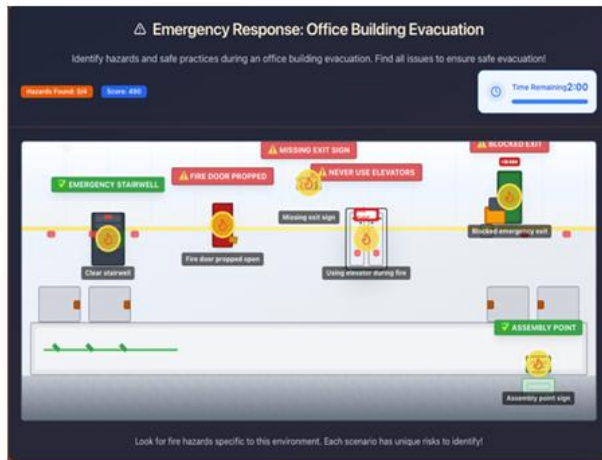 ⚠ Emergency Response: Office Building Evacuation
Identify hazards and safe practices during an office building evacuation. Find all issues to ensure safe evacuation!
Hazards Found: 0/4 Score: 490
Time Remaining 2:00
MISSING EXIT SIGN
BLOCKED EXIT
EMERGENCY STAIRWELL
FIRE DOOR PROPPED
NEVER USE ELEVATORS
Missing exit sign
Blocked emergency exit
Fire door propped open
Clear stairwell
Using elevator during fire
ASSEMBLY POINT
Assembly point sign
Look for fire hazards specific to this environment. Each scenario has unique risks to identify!